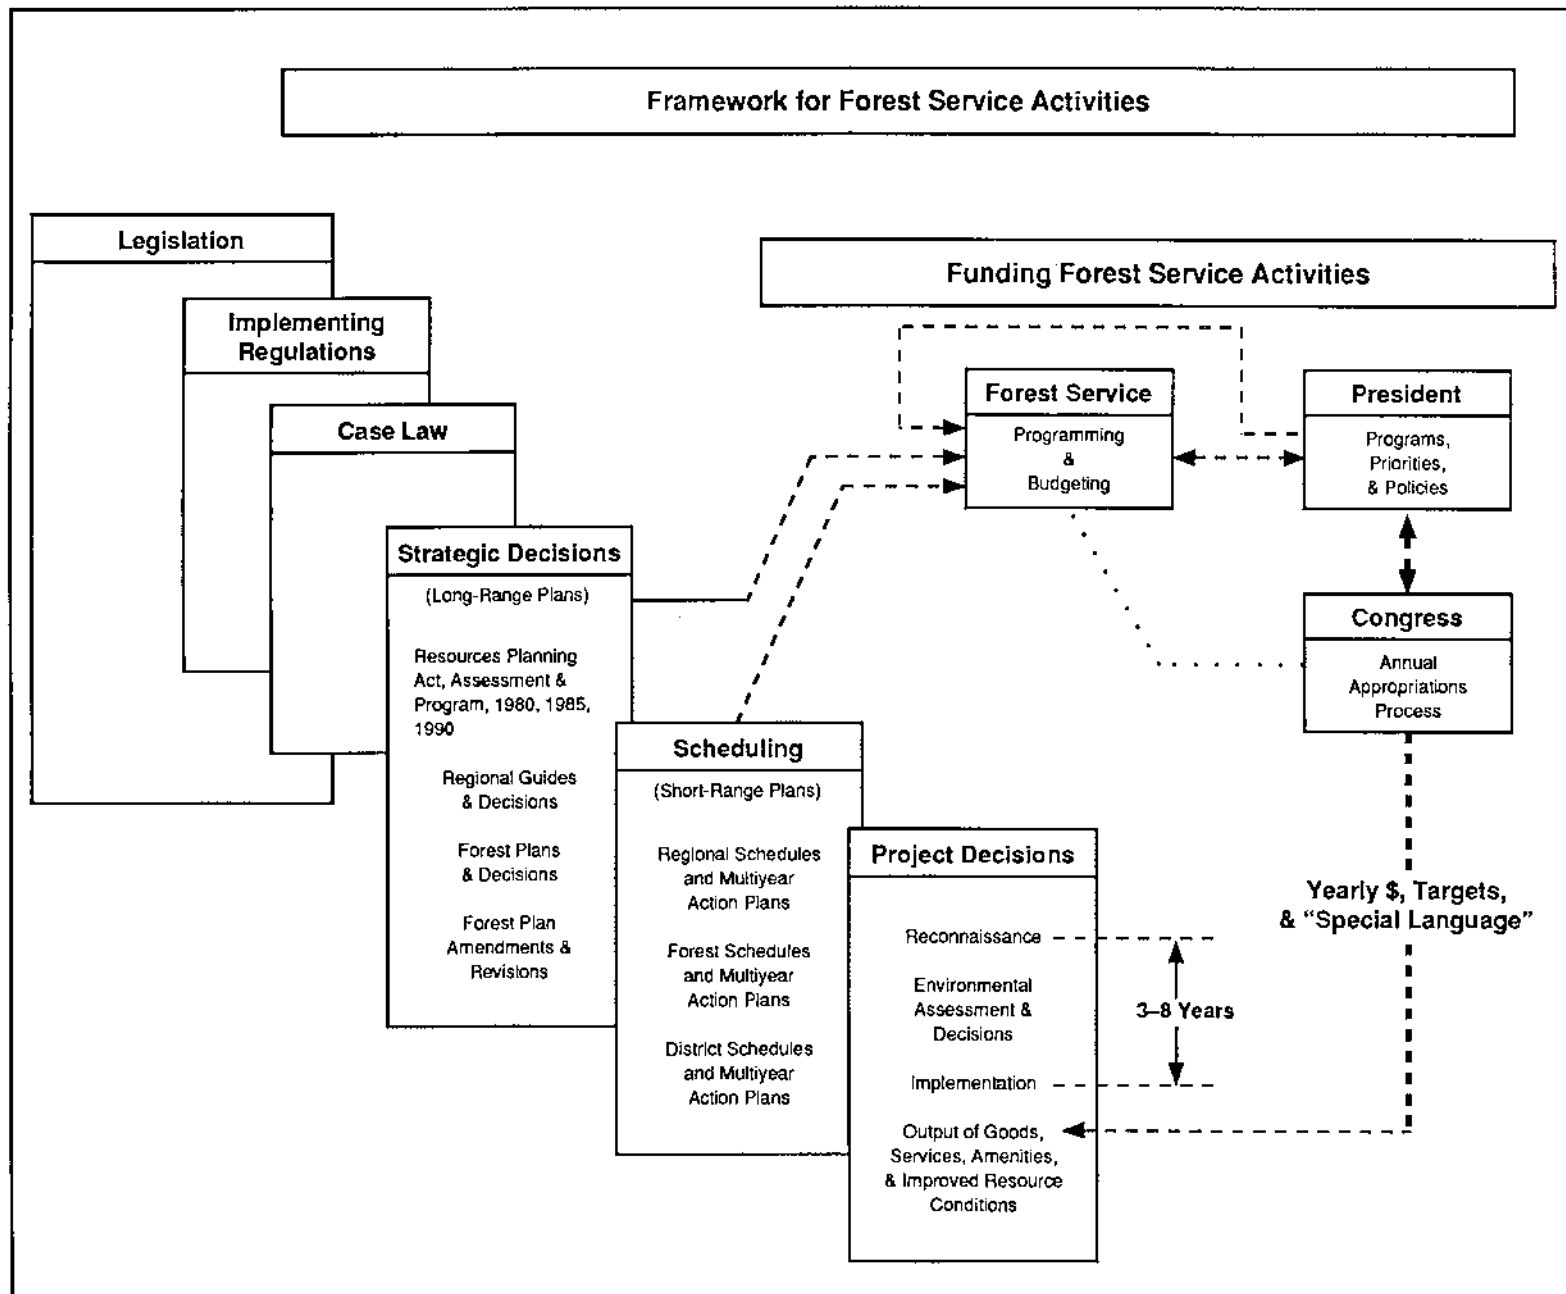 Framework for Forest Service Activities
Legislation
Implementing
Regulations
Case Law
Strategic Decisions
(Long-Range Plans)
Resources Planning
Act, Assessment &
Program, 1980, 1985,
1990
Regional Guides
& Decisions
Forest Plans
& Decisions
Forest Plan
Amendments &
Revisions
Scheduling
(Short-Range Plans)
Regional Schedules
and Multiyear
Action Plans
Forest Schedules
and Multiyear
Action Plans
District Schedules
and Multiyear
Action Plans
Project Decisions
Reconnaissance
Environmental
Assessment &
Decisions
Implementation
Output of Goods,
Services, Amenities,
& Improved Resource
Conditions
3–8 Years
Funding Forest Service Activities
Forest Service
Programming
&
Budgeting
President
Programs,
Priorities,
& Policies
Congress
Annual
Appropriations
Process
Yearly $, Targets,
& “Special Language”